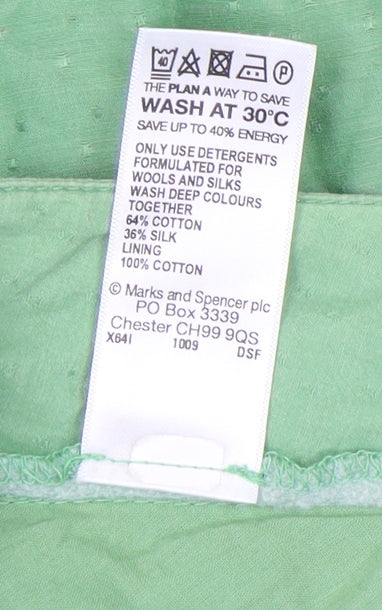 40 P
THE PLAN A WAY TO SAVE
WASH AT 30°C
SAVE UP TO 40% ENERGY
ONLY USE DETERGENTS
FORMULATED FOR
WOOLS AND SILKS
WASH DEEP COLOURS
TOGETHER
64% COTTON
36% SILK
LINING
100% COTTON
© Marks and Spencer plc
PO Box 3339
Chester CH99 9QS
X64I 1009 DSF